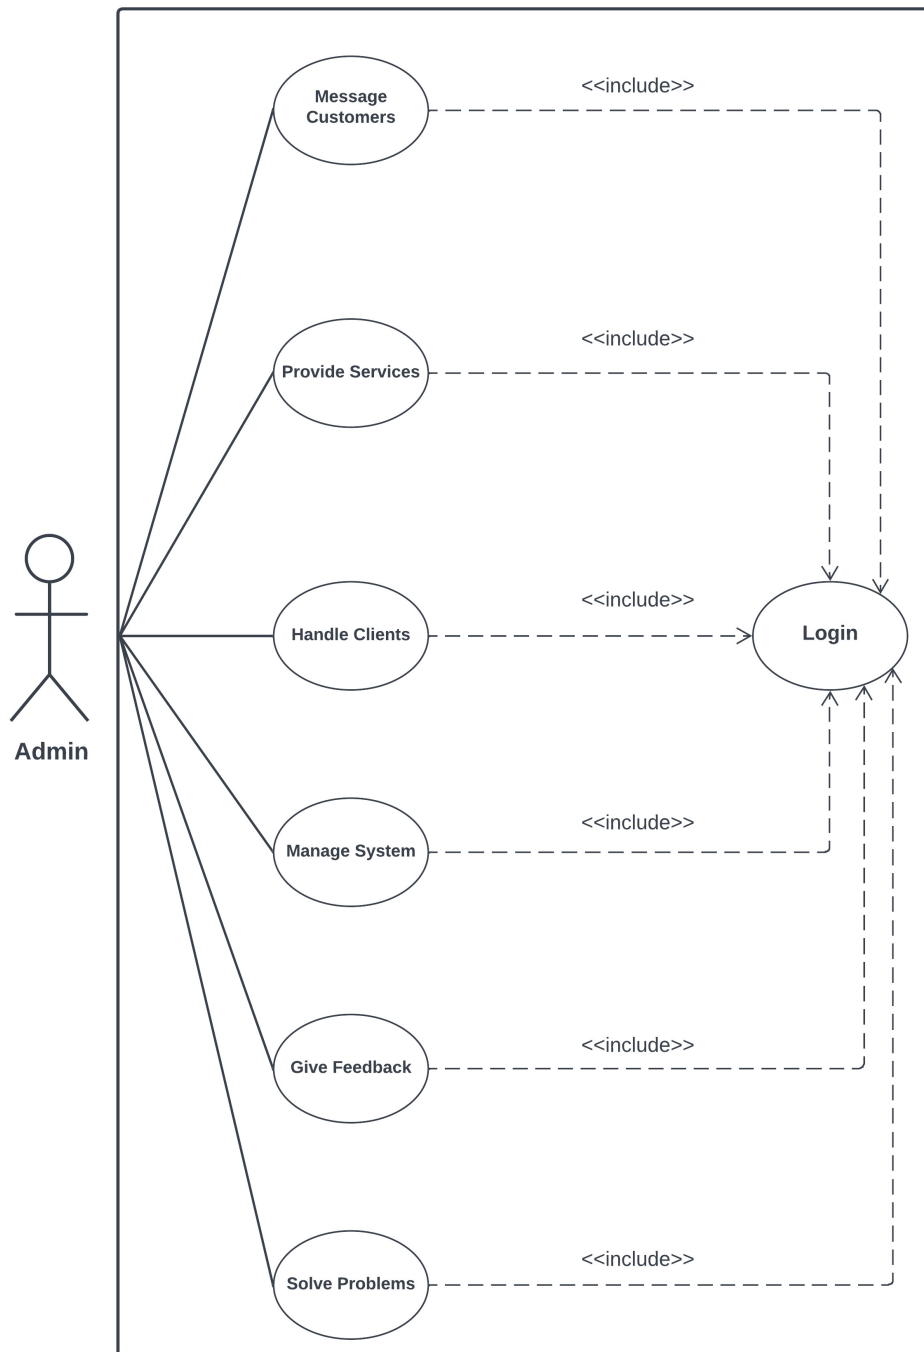 Message
Customers
<<include>>
Provide Services
<<include>>
Handle Clients
<<include>>
Login
Admin
Manage System
<<include>>
Give Feedback
<<include>>
Solve Problems
<<include>>